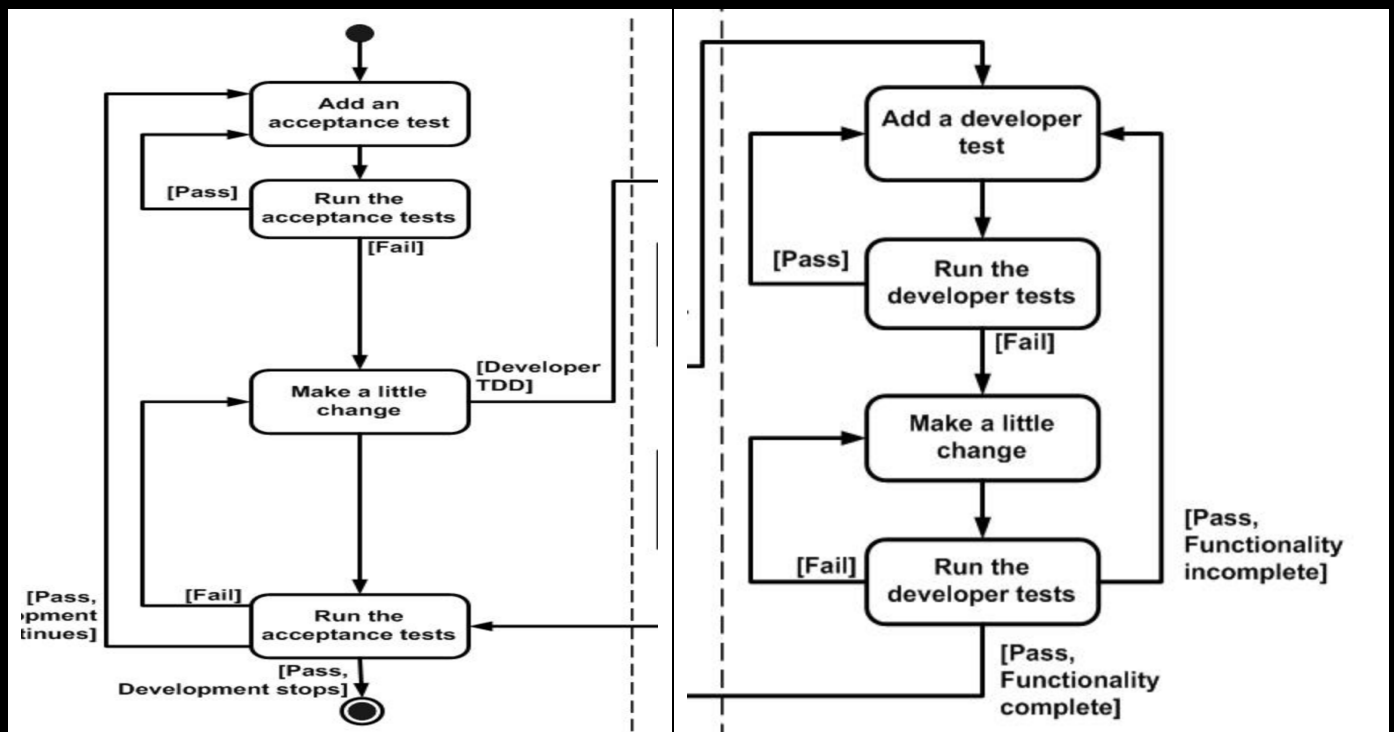 Add an
acceptance test
[Pass]
Run the
acceptance tests
[Fail]
[Developer
TDD]
Make a little
change
[Fail]
[Pass,
opment
tinues]
Run the
acceptance tests
[Pass,
Development stops]
Add a developer
test
[Pass]
Run the
developer tests
[Fail]
Make a little
change
[Fail]
Run the
developer tests
[Pass,
Functionality
incomplete]
[Pass,
Functionality
complete]